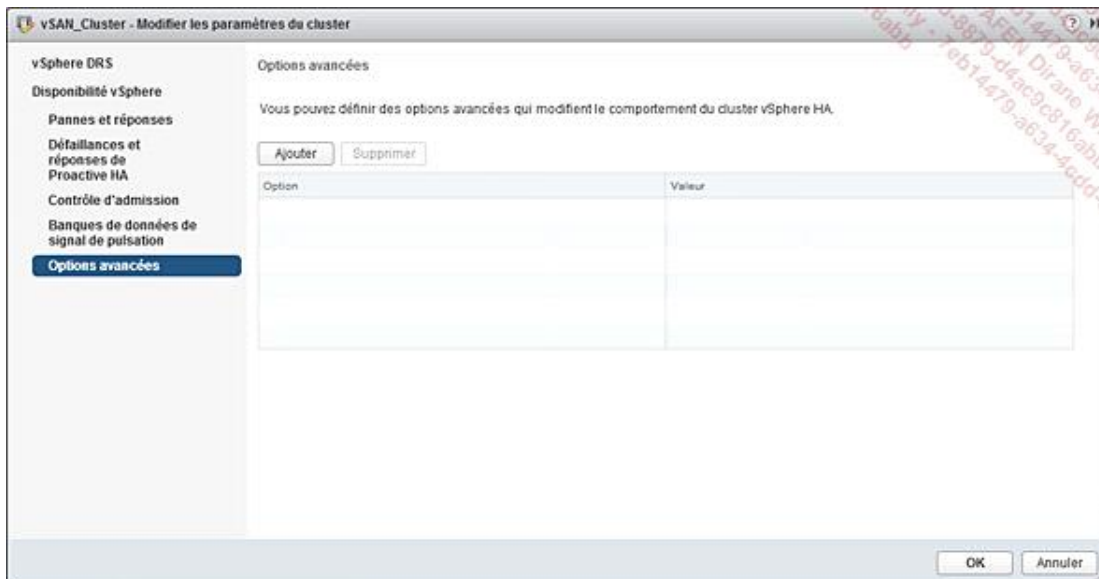 vSAN_Cluster - Modifier les paramètres du cluster
vSphere DRS
Disponibilité vSphere
Pannes et réponses
Défaillances et
réponses de
Proactive HA
Contrôle d'admission
Banques de données de
signal de pulsation
Options avancées
Options avancées
Vous pouvez définir des options avancées qui modifient le comportement du cluster vSphere HA.
Ajouter
Supprimer
Option
Valeur
OK
Annuler